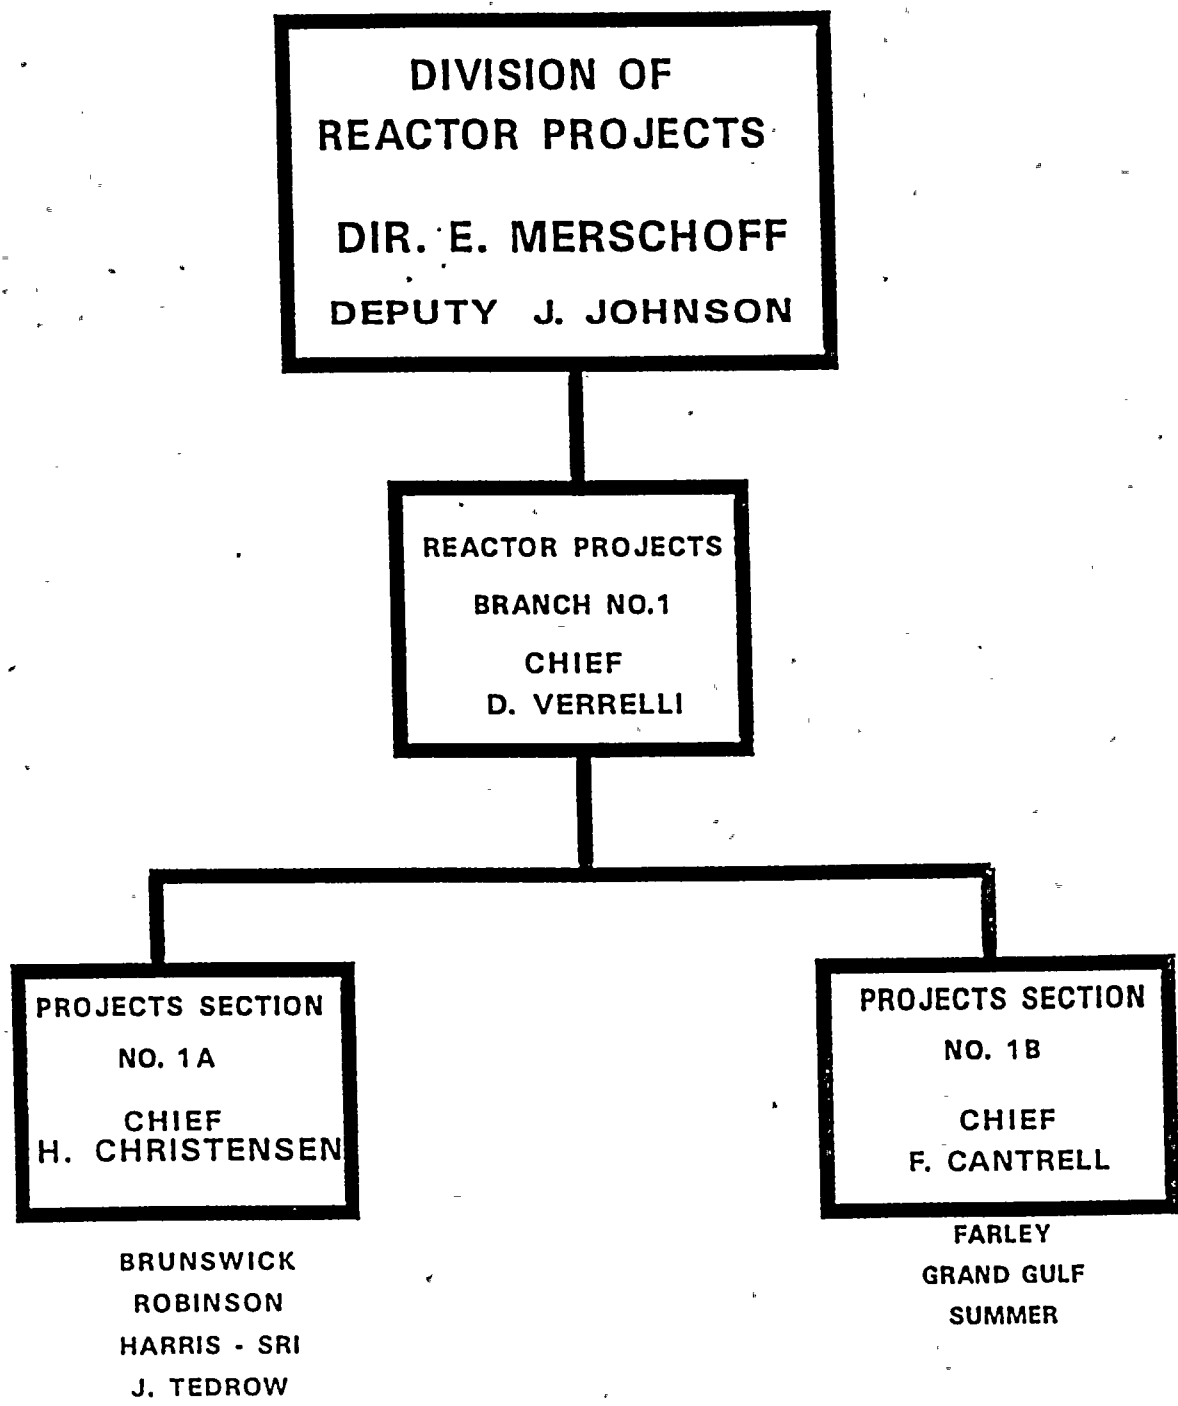 DIVISION OF
REACTOR PROJECTS
DIR. E. MERSCHOFF
DEPUTY J. JOHNSON
REACTOR PROJECTS
BRANCH NO.1
CHIEF
D. VERRELLI
PROJECTS SECTION
NO. 1A
CHIEF
H. CHRISTENSEN
BRUNSWICK
ROBINSON
HARRIS - SRI
J. TEDROW
PROJECTS SECTION
NO. 1B
CHIEF
F. CANTRELL
FARLEY
GRAND GULF
SUMMER